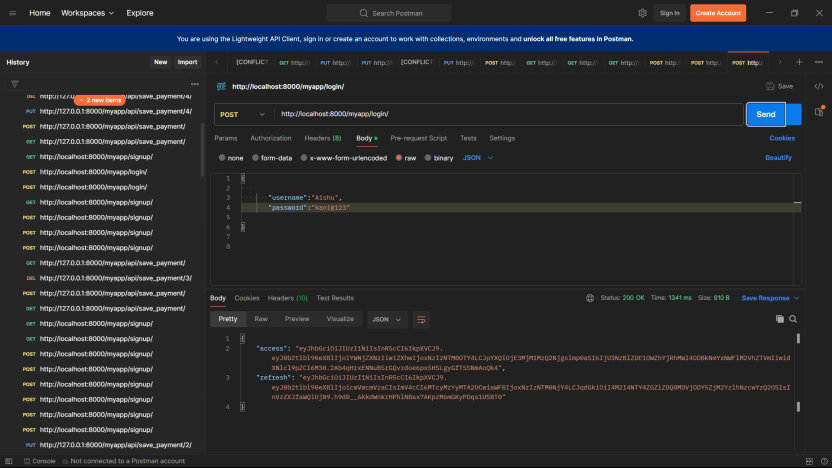 Home Workspaces Explore Search Postman Sign In Create Account
You are using the Lightweight API Client, sign in or create an account to work with collections, environments and unlock all free features in Postman.
History New Import
[CONFLICT GET http:/ PUT http:// PUT http:// [CONFLICT PUT http:// POST http:/ GET http:// GET http:/ GET http:/ POST http:/ POST http:/ POST http:/
2 new items
DEL http://127.0.0.1:8000/myapp/api/save_payment/4/
PUT http://127.0.0.1:8000/myapp/api/save_payment/4/
POST http://127.0.0.1:8000/myapp/api/save_payment/
GET http://127.0.0.1:8000/myapp/api/save_payment/
GET http://localhost:8000/myapp/signup/
POST http://localhost:8000/myapp/login/
POST http://localhost:8000/myapp/login/
GET http://localhost:8000/myapp/signup/
POST http://localhost:8000/myapp/signup/
POST http://localhost:8000/myapp/signup/
POST http://localhost:8000/myapp/signup/
GET http://127.0.0.1:8000/myapp/api/save_payment/
DEL http://127.0.0.1:8000/myapp/api/save_payment/3/
POST http://127.0.0.1:8000/myapp/api/save_payment/
GET http://127.0.0.1:8000/myapp/api/save_payment/
GET http://localhost:8000/myapp/signup/
GET http://localhost:8000/myapp/signup/
POST http://localhost:8000/myapp/signup/
POST http://localhost:8000/myapp/signup/
POST http://localhost:8000/myapp/signup/
POST http://localhost:8000/myapp/signup/
POST http://localhost:8000/myapp/signup/
POST http://localhost:8000/myapp/signup/
PUT http://127.0.0.1:8000/myapp/api/save_payment/2/
http://localhost:8000/myapp/login/ Save
POST http://localhost:8000/myapp/login/ Send
Params Authorization Headers (8) Body Pre-request Script Tests Settings Cookies
none form-data x-www-form-urlencoded raw binary JSON Beautify
1 {
2
3 "username":"Aishu",
4 "password":"Kani@123"
5
6 }
7
8
Body Cookies Headers (10) Test Results Status: 200 OK Time: 1341 ms Size: 810 B Save Response
Pretty Raw Preview Visualize JSON
1 {
2 "access":
3 "refresh":
4 }
Console Not connected to a Postman account